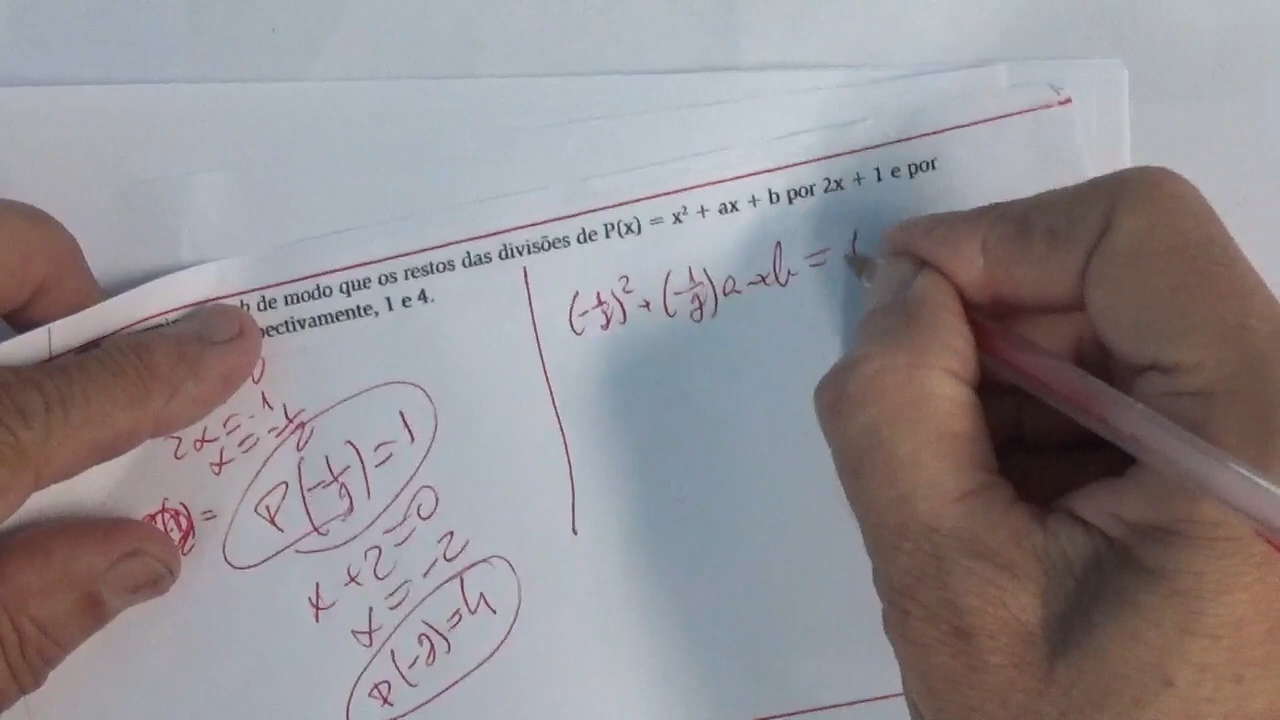 b de modo que os restos das divisões de P(x) = x² + ax + b por 2x + 1 e por
pectivamente, 1 e 4.
0
2x = -1
x = -1/2
P(-1/2) = 1
x + 2 = 0
x = -2
P(-2) = 4
(-1/2)² + (-1/2)a + b = 1